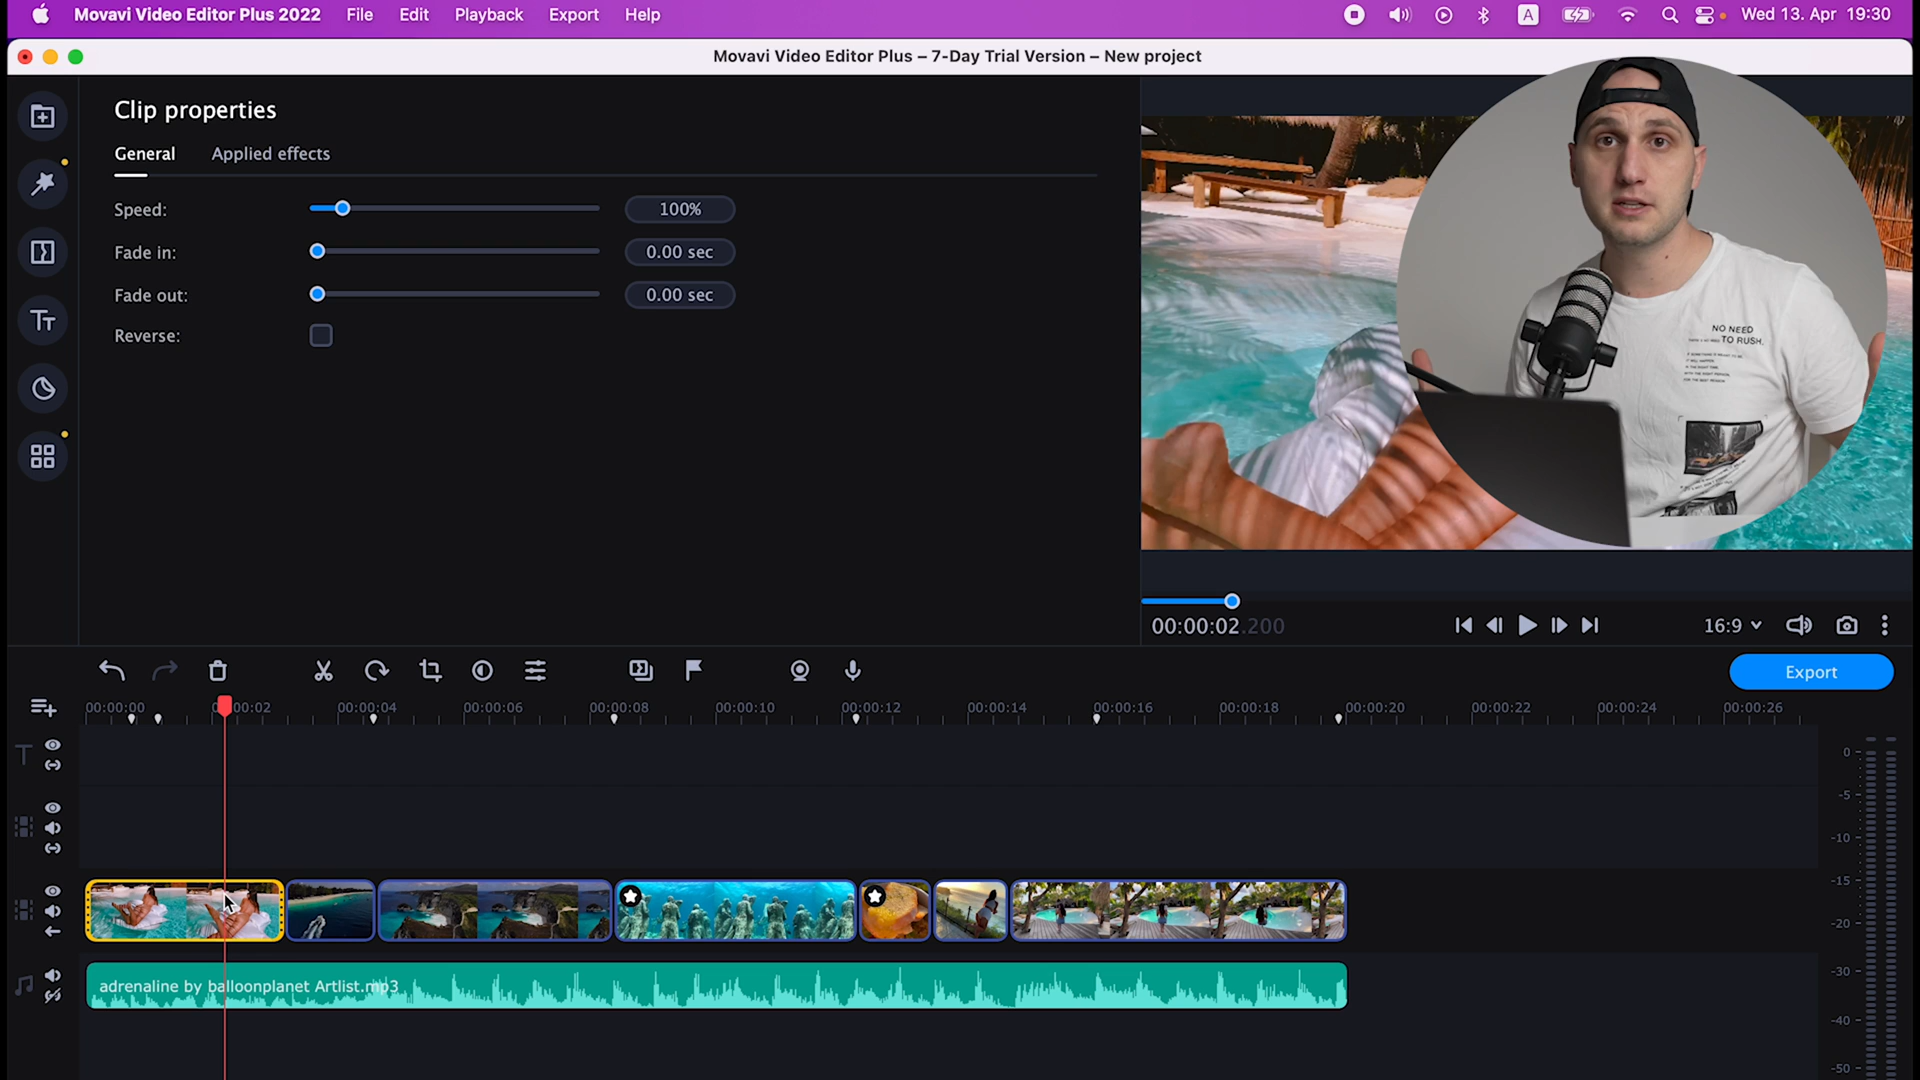 Movavi Video Editor Plus 2022 File Edit Playback Export Help A Wed 13. Apr 19:30
Movavi Video Editor Plus – 7-Day Trial Version – New project
Clip properties
General Applied effects
Speed: 100%
Fade in: 0.00 sec
Fade out: 0.00 sec
Reverse:
NO NEED
TO RUSH.
00:00:02.200 16:9
Export
00:00:00 00:00:02 00:00:04 00:00:06 00:00:08 00:00:10 00:00:12 00:00:14 00:00:16 00:00:18 00:00:20 00:00:22 00:00:24 00:00:26
0
-5
-10
-15
-20
-30
-40
-50
adrenaline by balloonplanet Artlist.mp3